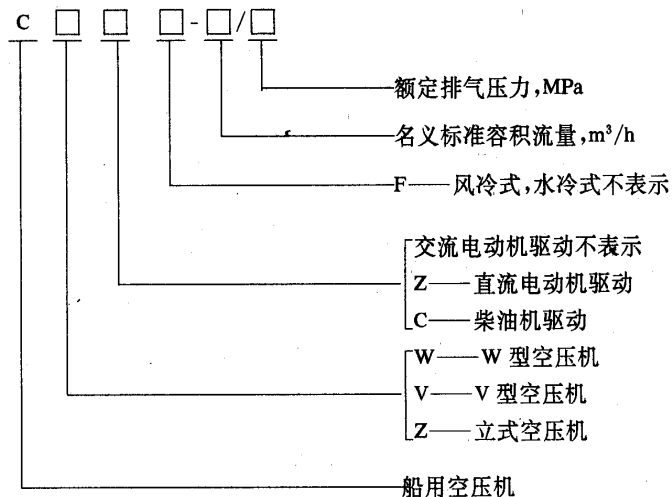 C□□□-□/□
额定排气压力,MPa
名义标准容积流量,m³/h
F——风冷式,水冷式不表示
交流电动机驱动不表示
Z——直流电动机驱动
C——柴油机驱动
W——W型空压机
V——V型空压机
Z——立式空压机
船用空压机